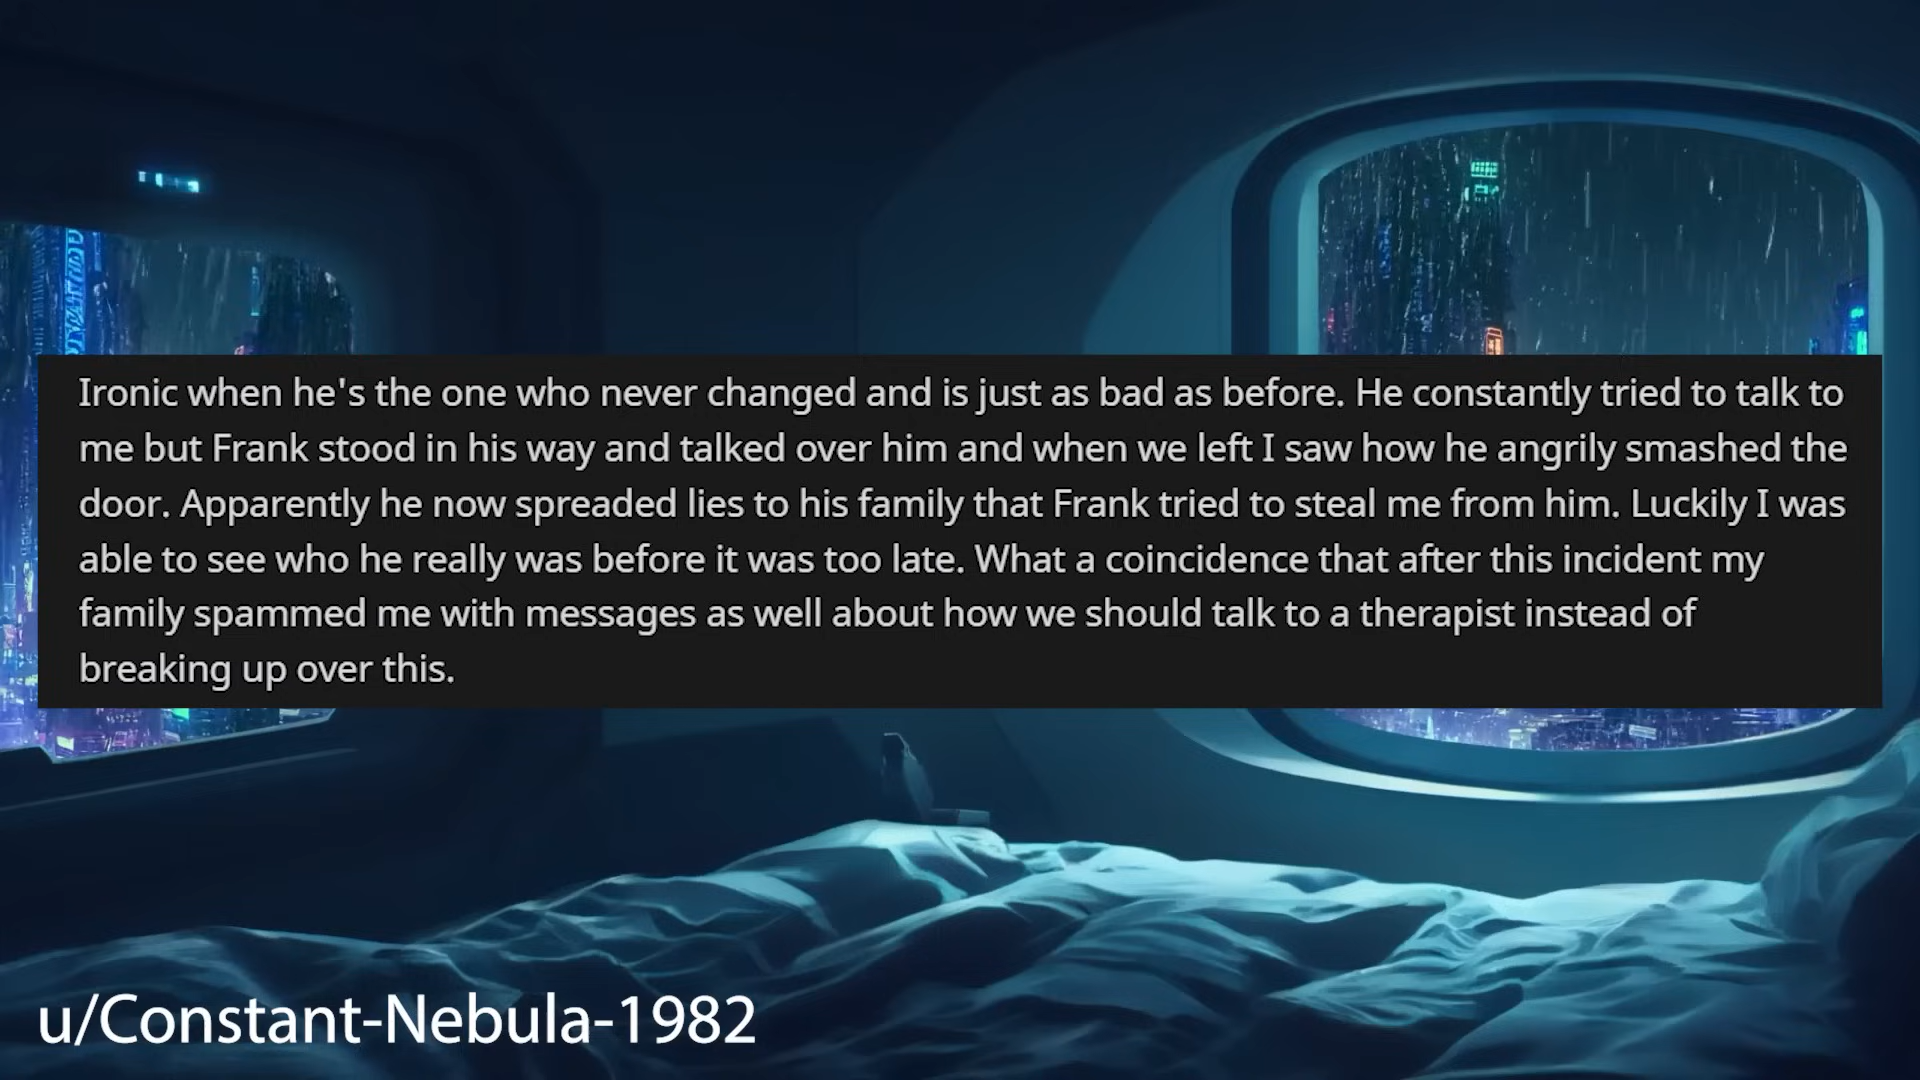 Ironic when he's the one who never changed and is just as bad as before. He constantly tried to talk to
me but Frank stood in his way and talked over him and when we left I saw how he angrily smashed the
door. Apparently he now spreaded lies to his family that Frank tried to steal me from him. Luckily I was
able to see who he really was before it was too late. What a coincidence that after this incident my
family spammed me with messages as well about how we should talk to a therapist instead of
breaking up over this.
u/Constant-Nebula-1982